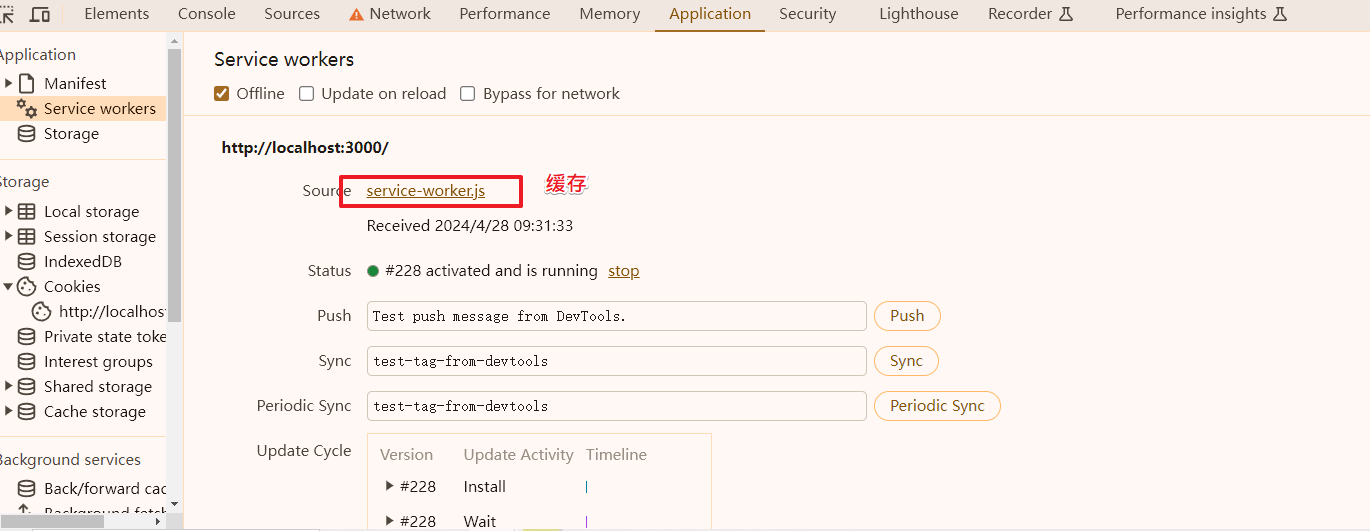 Elements Console Sources Network Performance Memory Application Security Lighthouse Recorder Performance insights
Application
Manifest
Service workers
Storage
Storage
Local storage
Session storage
IndexedDB
Cookies
http://localhos
Private state toke
Interest groups
Shared storage
Cache storage
Background services
Back/forward cac
Background fetch
Service workers
Offline Update on reload Bypass for network
http://localhost:3000/
Source service-worker.js 缓存
Received 2024/4/28 09:31:33
Status #228 activated and is running stop
Push Test push message from DevTools. Push
Sync test-tag-from-devtools Sync
Periodic Sync test-tag-from-devtools Periodic Sync
Update Cycle Version Update Activity Timeline
#228 Install
#228 Wait